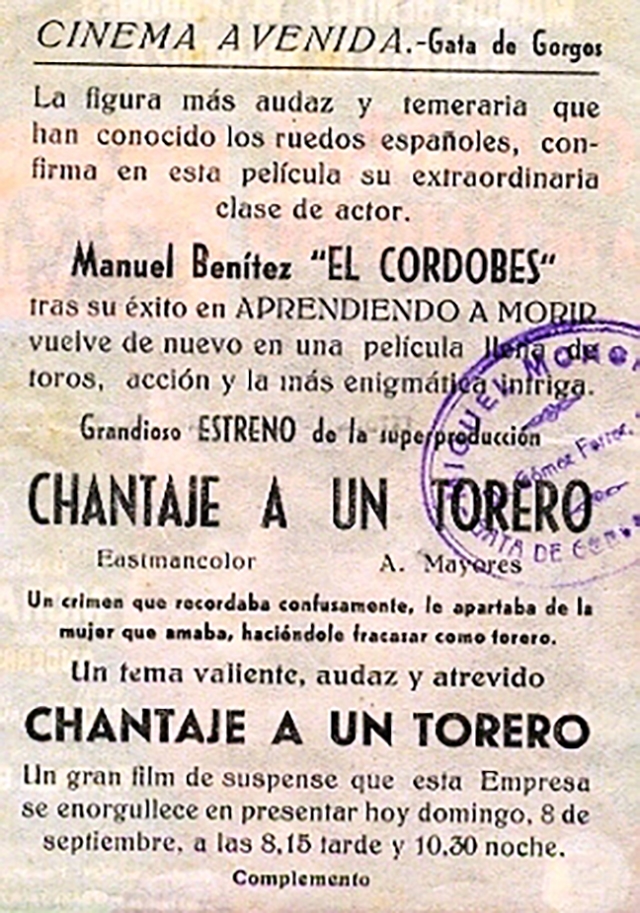 CINEMA AVENIDA.-Gata de Gorgos
La figura más audaz y temeraria que
han conocido los ruedos españoles, con-
firma en esta película su extraordinaria
clase de actor.
Manuel Benítez "EL CORDOBES"
tras su éxito en APRENDIENDO A MORIR
vuelve de nuevo en una película llena de
toros, acción y la más enigmática intriga.
Grandioso ESTRENO de la superproducción
CHANTAJE A UN TORERO
Eastmancolor A. Mayores
Un crimen que recordaba confusamente, le apartaba de la
mujer que amaba, haciéndole fracasar como torero.
Un tema valiente, audaz y atrevido
CHANTAJE A UN TORERO
Un gran film de suspense que esta Empresa
se enorgullece en presentar hoy domingo, 8 de
septiembre, a las 8,15 tarde y 10,30 noche.
Complemento
Gómez Ferrer,
GATA DE